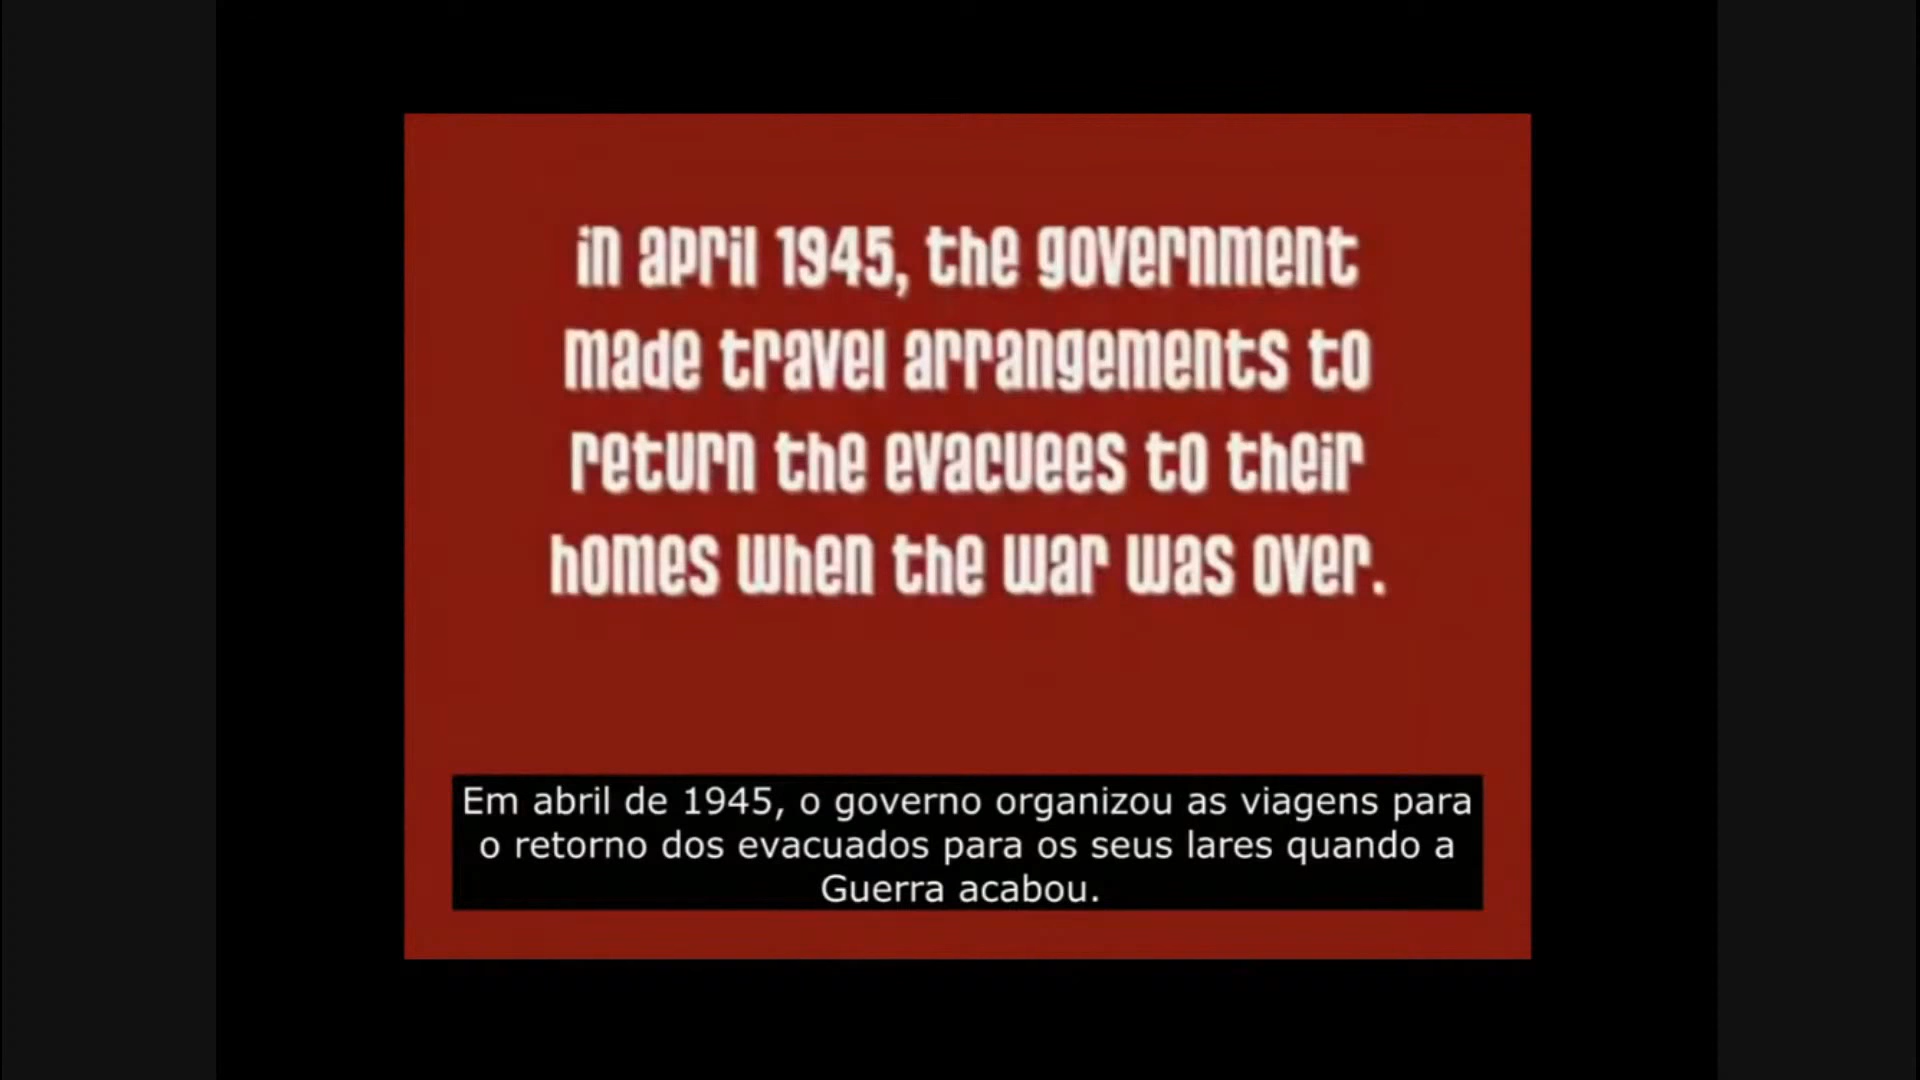 in april 1945, the government
made travel arrangements to
return the evacuees to their
homes when the war was over.
Em abril de 1945, o governo organizou as viagens para
o retorno dos evacuados para os seus lares quando a
Guerra acabou.